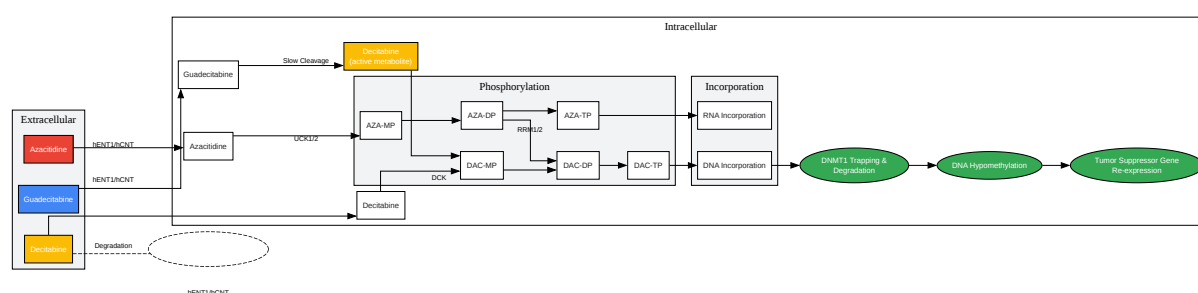 Intracellular
Extracellular
Azacitidine
Guadecitabine
Decitabine
hENT1/hCNT
hENT1/hCNT
Degradation
hENT1/hCNT
Guadecitabine
Azacitidine
Slow Cleavage
UCK1/2
Decitabine
(active metabolite)
Decitabine
DCK
Phosphorylation
AZA-MP
AZA-DP
AZA-TP
RRM1/2
DAC-MP
DAC-DP
DAC-TP
Incorporation
RNA Incorporation
DNA Incorporation
DNMT1 Trapping &
Degradation
DNA Hypomethylation
Tumor Suppressor Gene
Re-expression